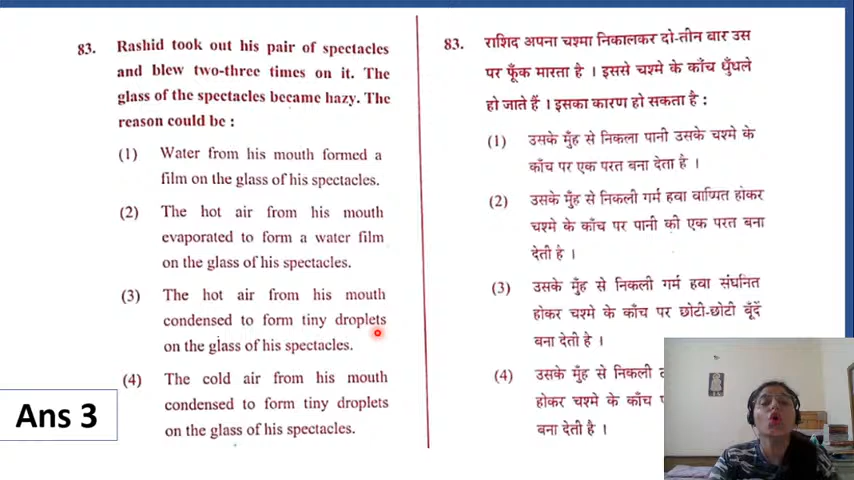 83. Rashid took out his pair of spectacles
and blew two-three times on it. The
glass of the spectacles became hazy. The
reason could be :
(1) Water from his mouth formed a
film on the glass of his spectacles.
(2) The hot air from his mouth
evaporated to form a water film
on the glass of his spectacles.
(3) The hot air from his mouth
condensed to form tiny droplets
on the glass of his spectacles.
(4) The cold air from his mouth
condensed to form tiny droplets
on the glass of his spectacles.
83. राशिद अपना चश्मा निकालकर दो-तीन बार उस
पर फूँक मारता है । इससे चश्मे के काँच धुँधले
हो जाते हैं । इसका कारण हो सकता है :
(1) उसके मुँह से निकला पानी उसके चश्मे के
काँच पर एक परत बना देता है ।
(2) उसके मुँह से निकली गर्म हवा वाष्पित होकर
चश्मे के काँच पर पानी की एक परत बना
देती है ।
(3) उसके मुँह से निकली गर्म हवा संघनित
होकर चश्मे के काँच पर छोटी-छोटी बूँदें
बना देती है ।
(4) उसके मुँह से निकली
होकर चश्मे के काँच
बना देती है ।
Ans 3